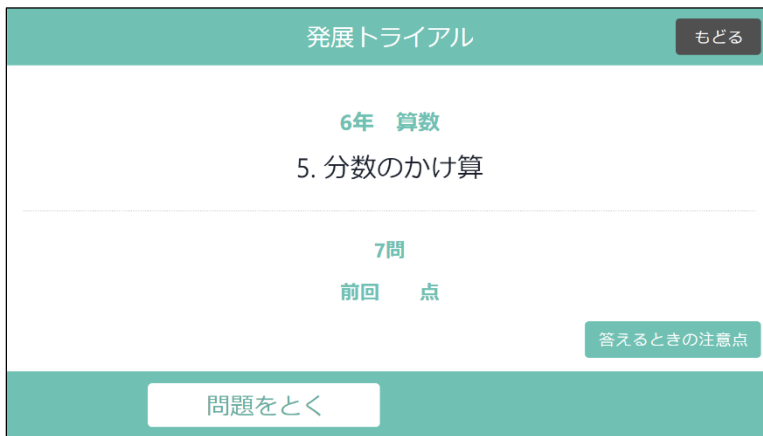 発展トライアル
もどる
6年 算数
5. 分数のかけ算
7問
前回 点
答えるときの注意点
問題をとく